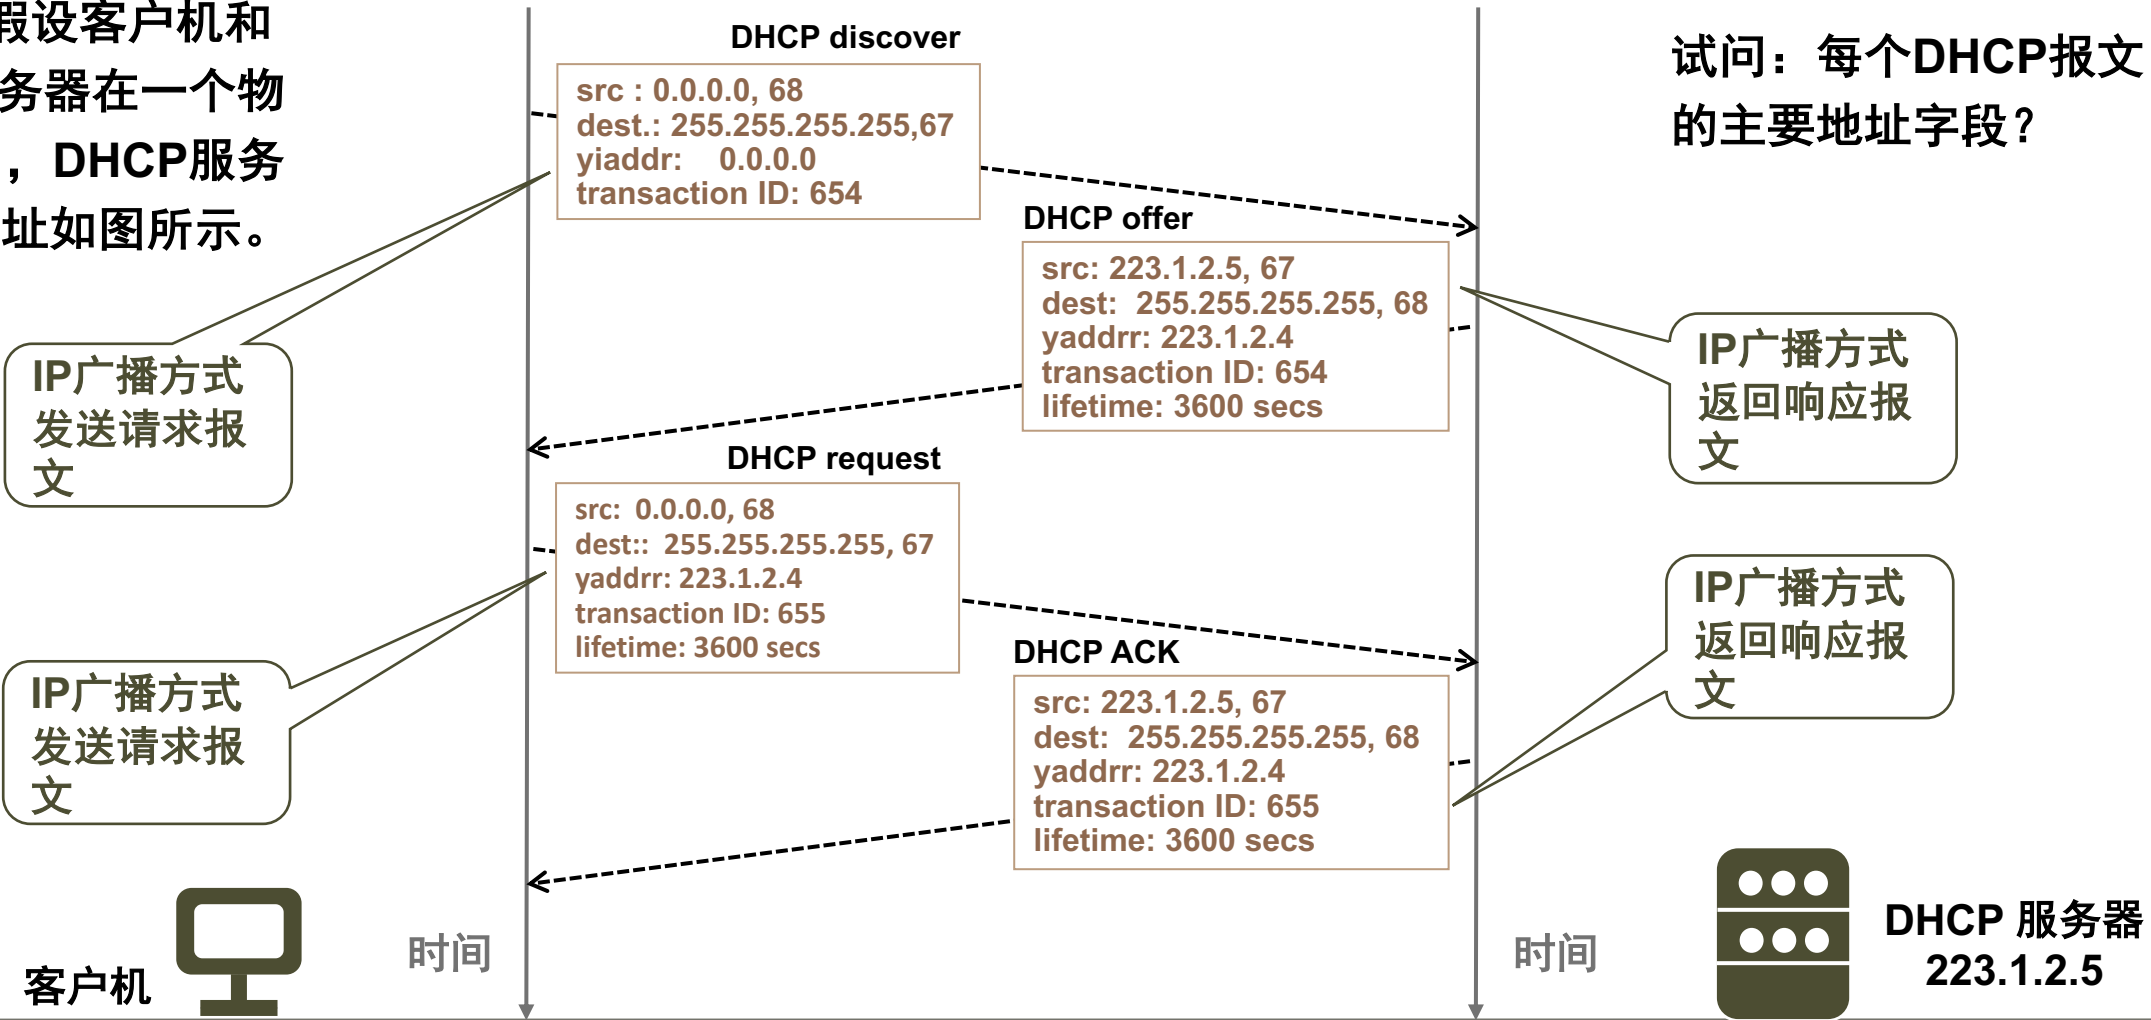 假设客户机和
务器在一个物
，DHCP服务
址如图所示。
DHCP discover
src : 0.0.0.0, 68
dest.: 255.255.255.255,67
yiaddr: 0.0.0.0
transaction ID: 654
试问：每个DHCP报文
的主要地址字段？
DHCP offer
src: 223.1.2.5, 67
dest: 255.255.255.255, 68
yaddrr: 223.1.2.4
transaction ID: 654
lifetime: 3600 secs
IP广播方式
发送请求报
文
IP广播方式
返回响应报
文
DHCP request
src: 0.0.0.0, 68
dest:: 255.255.255.255, 67
yaddrr: 223.1.2.4
transaction ID: 655
lifetime: 3600 secs
IP广播方式
返回响应报
文
DHCP ACK
src: 223.1.2.5, 67
dest: 255.255.255.255, 68
yaddrr: 223.1.2.4
transaction ID: 655
lifetime: 3600 secs
IP广播方式
发送请求报
文
客户机
时间
时间
DHCP 服务器
223.1.2.5